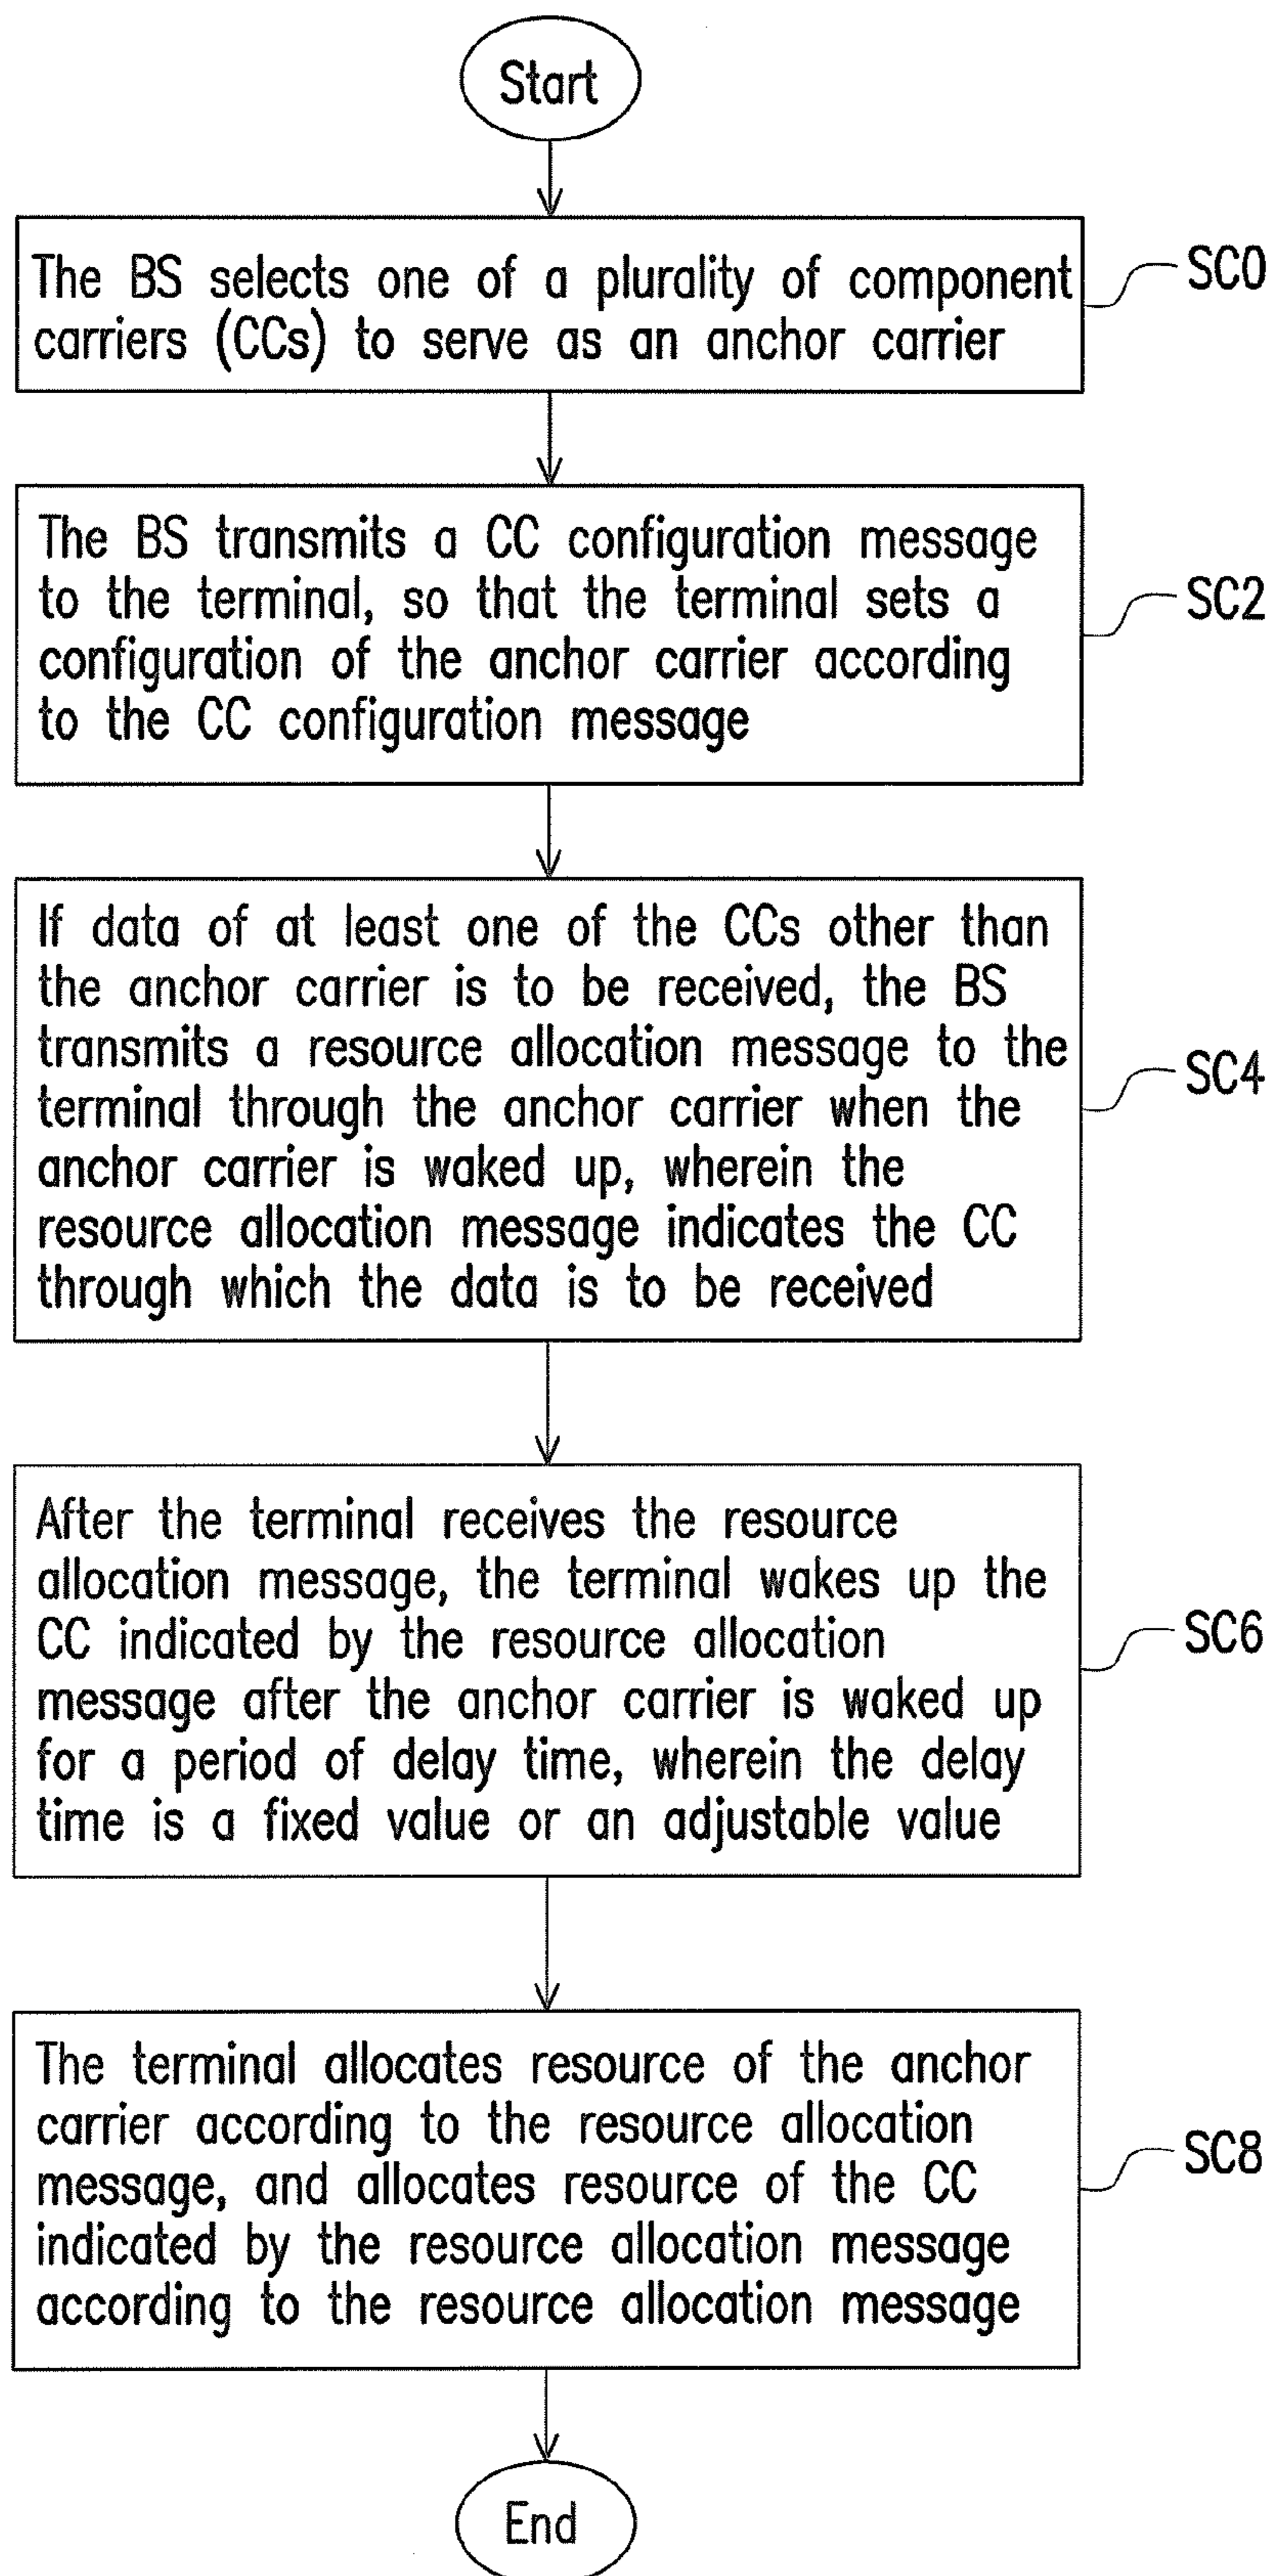 Start
The BS selects one of a plurality of component
carriers (CCs) to serve as an anchor carrier
SC0
The BS transmits a CC configuration message
to the terminal, so that the terminal sets a
configuration of the anchor carrier according
to the CC configuration message
SC2
If data of at least one of the CCs other than
the anchor carrier is to be received, the BS
transmits a resource allocation message to the
terminal through the anchor carrier when the
anchor carrier is waked up, wherein the
resource allocation message indicates the CC
through which the data is to be received
SC4
After the terminal receives the resource
allocation message, the terminal wakes up the
CC indicated by the resource allocation
message after the anchor carrier is waked up
for a period of delay time, wherein the delay
time is a fixed value or an adjustable value
SC6
The terminal allocates resource of the anchor
carrier according to the resource allocation
message, and allocates resource of the CC
indicated by the resource allocation message
according to the resource allocation message
SC8
End